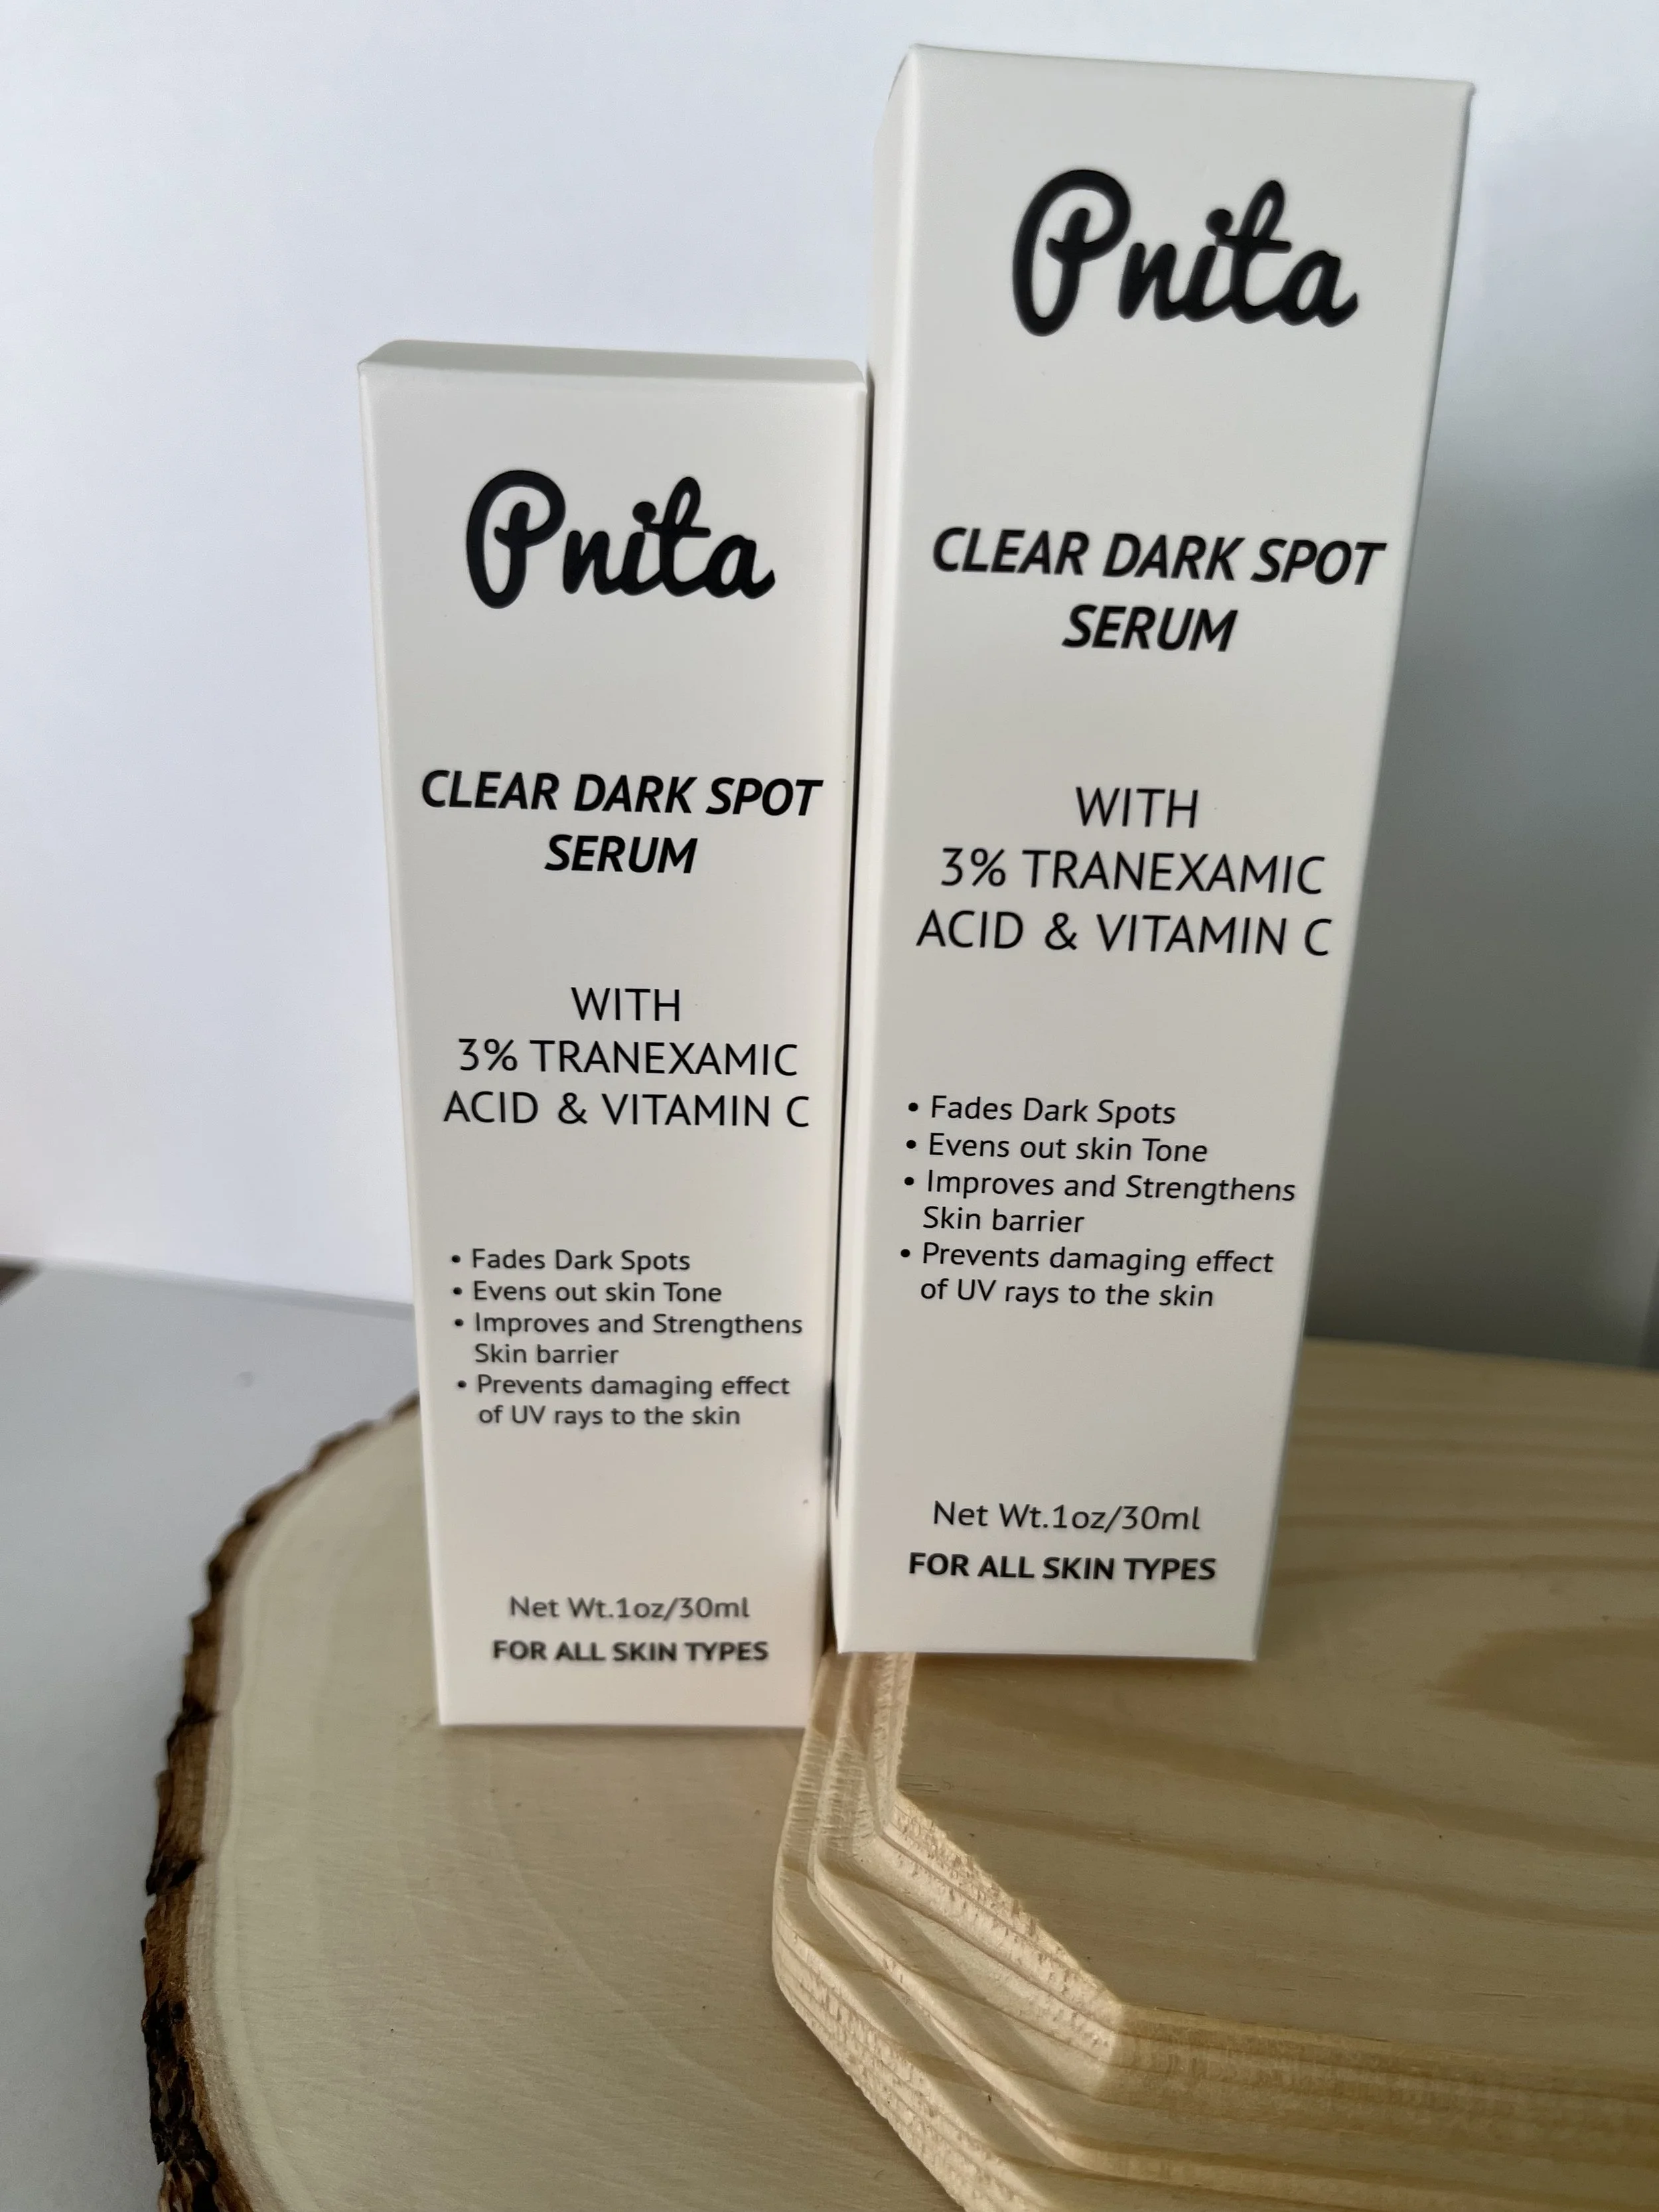 Pnita
CLEAR DARK SPOT
SERUM
WITH
3% TRANEXAMIC
ACID & VITAMIN C
• Fades Dark Spots
• Evens out skin Tone
• Improves and Strengthens
Skin barrier
• Prevents damaging effect
of UV rays to the skin
Net Wt.1oz/30ml
FOR ALL SKIN TYPES
Pnita
CLEAR DARK SPOT
SERUM
WITH
3% TRANEXAMIC
ACID & VITAMIN C
• Fades Dark Spots
• Evens out skin Tone
• Improves and Strengthens
Skin barrier
• Prevents damaging effect
of UV rays to the skin
Net Wt.1oz/30ml
FOR ALL SKIN TYPES